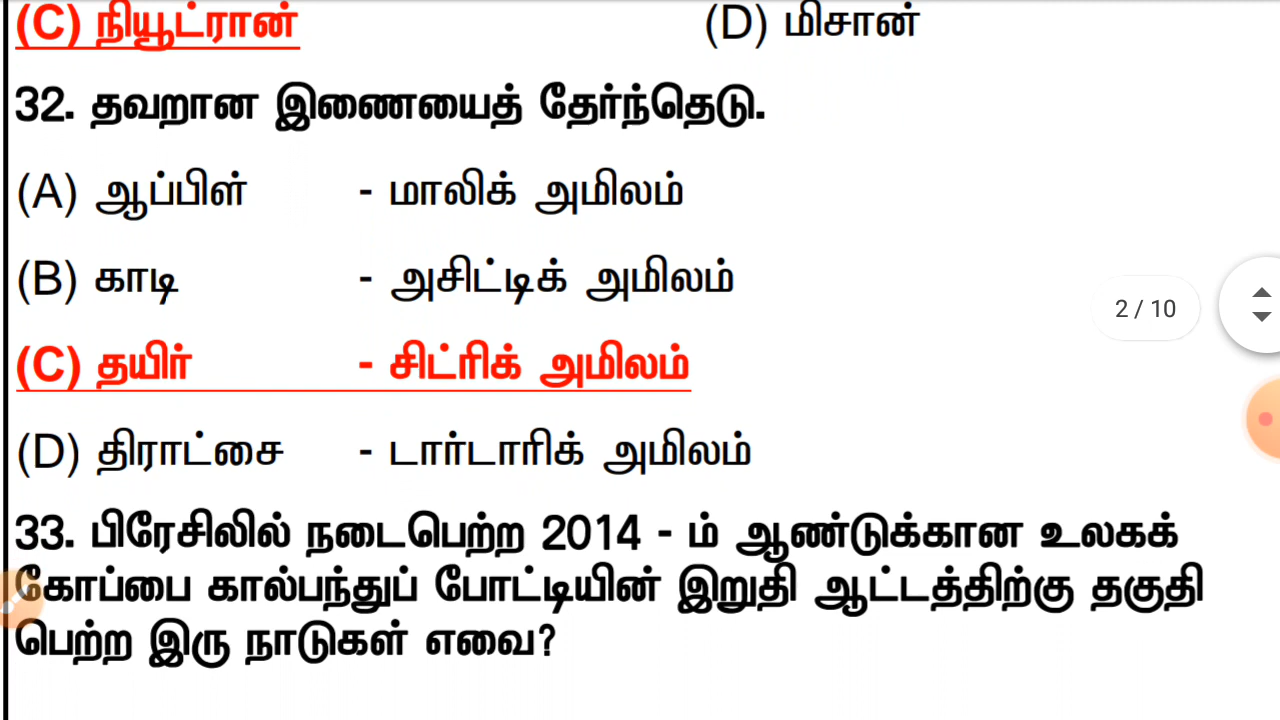 (C) நியூட்ரான் (D) மிசான்
32. தவறான இணையைத் தேர்ந்தெடு.
(A) ஆப்பிள் - மாலிக் அமிலம்
(B) காடி - அசிட்டிக் அமிலம்
2 / 10
(C) தயிர் - சிட்ரிக் அமிலம்
(D) திராட்சை - டார்டாரிக் அமிலம்
33. பிரேசிலில் நடைபெற்ற 2014 - ம் ஆண்டுக்கான உலகக்
கோப்பை கால்பந்துப் போட்டியின் இறுதி ஆட்டத்திற்கு தகுதி
பெற்ற இரு நாடுகள் எவை?